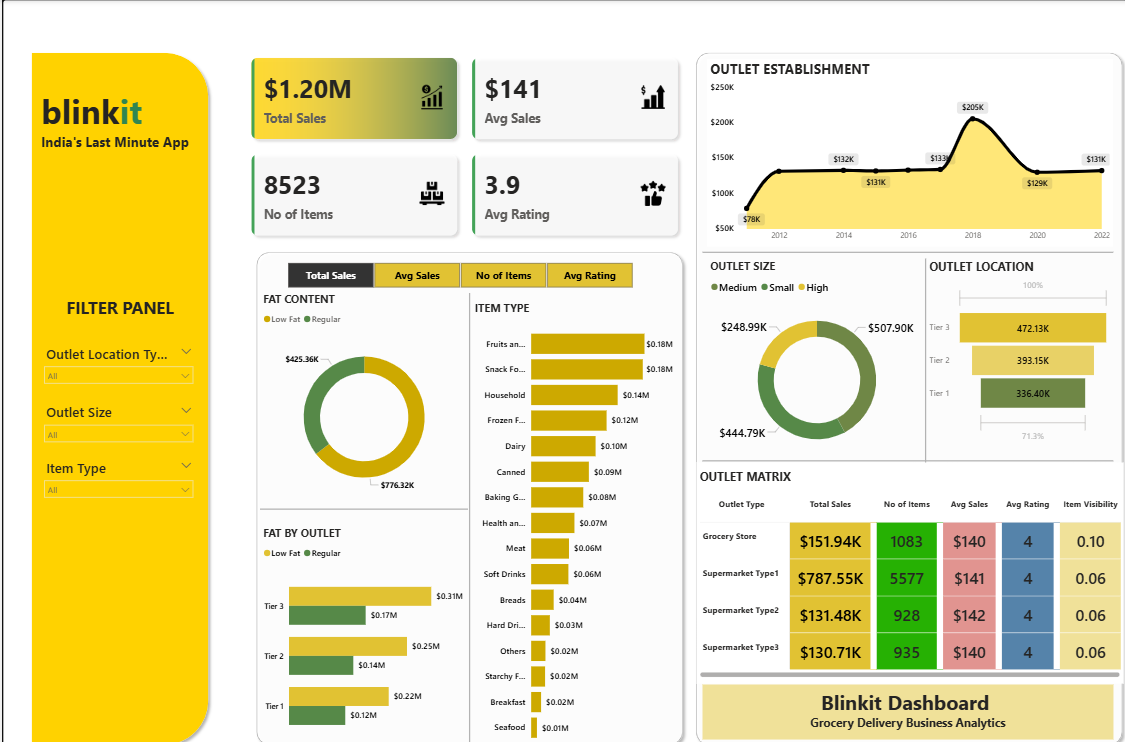 blinkit
India's Last Minute App
FILTER PANEL
Outlet Location Ty...
All
Outlet Size
All
Item Type
All
$1.20M
Total Sales
$141
Avg Sales
8523
No of Items
3.9
Avg Rating
Total Sales Avg Sales No of Items Avg Rating
FAT CONTENT
Low Fat Regular
$425.36K
$776.32K
FAT BY OUTLET
Low Fat Regular
Tier 3 $0.31M
$0.17M
Tier 2 $0.25M
$0.14M
Tier 1 $0.22M
$0.12M
ITEM TYPE
Fruits an... $0.18M
Snack Fo... $0.18M
Household $0.14M
Frozen F... $0.12M
Dairy $0.10M
Canned $0.09M
Baking G... $0.08M
Health an... $0.07M
Meat $0.06M
Soft Drinks $0.06M
Breads $0.04M
Hard Dri... $0.03M
Others $0.02M
Starchy F... $0.02M
Breakfast $0.02M
Seafood $0.01M
OUTLET ESTABLISHMENT
$250K
$200K
$150K
$100K
$50K
$78K
$132K
$131K
$133K
$205K
$129K
$131K
2012 2014 2016 2018 2020 2022
OUTLET SIZE
Medium Small High
$248.99K
$507.90K
$444.79K
OUTLET LOCATION
100%
Tier 3 472.13K
Tier 2 393.15K
Tier 1 336.40K
71.3%
OUTLET MATRIX
Outlet Type Total Sales No of Items Avg Sales Avg Rating Item Visibility
Grocery Store $151.94K 1083 $140 4 0.10
Supermarket Type1 $787.55K 5577 $141 4 0.06
Supermarket Type2 $131.48K 928 $142 4 0.06
Supermarket Type3 $130.71K 935 $140 4 0.06
Blinkit Dashboard
Grocery Delivery Business Analytics